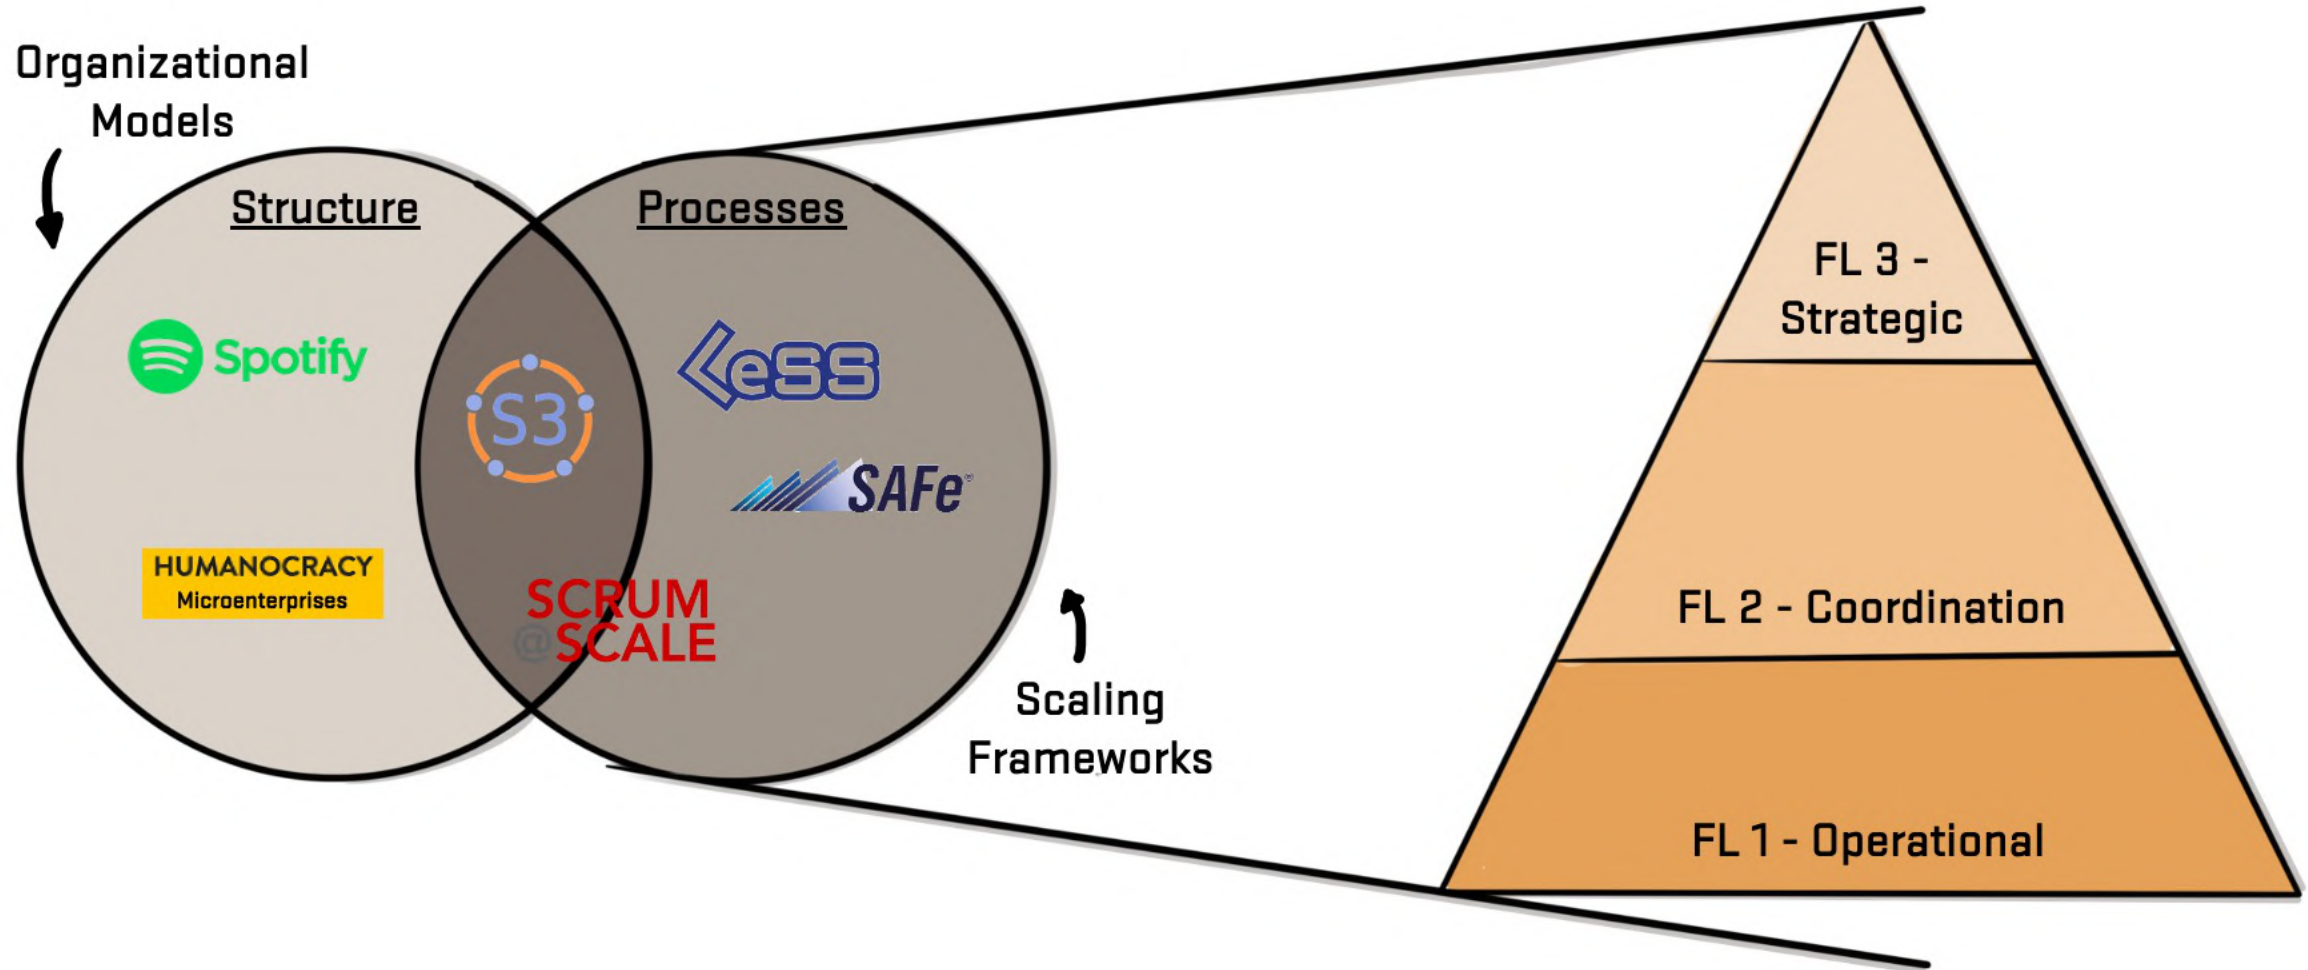 Organizational
Models
Structure
Processes
Spotify
S3
LeSS
SAFe®
HUMANOCRACY
Microenterprises
SCRUM
@SCALE
Scaling
Frameworks
FL 3 -
Strategic
FL 2 - Coordination
FL 1 - Operational